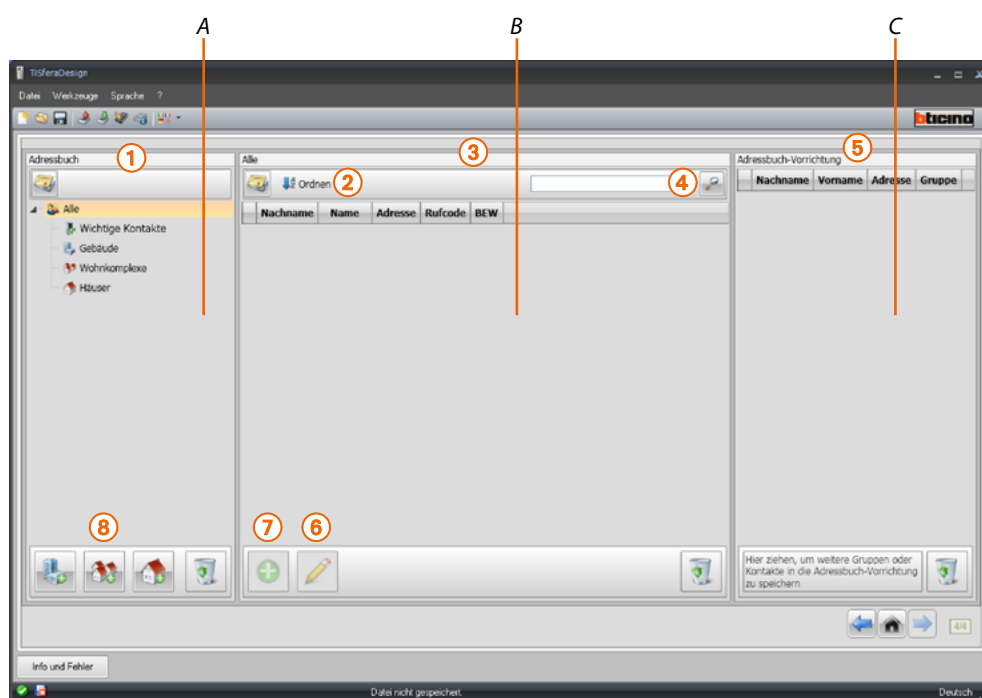 A B C
TiSferaDesign
Datei Werkzeuge Sprache ?
bticino
Adressbuch 1
Alle 3
Adressbuch-Vorrichtung 5
Ordnen 2 4
Nachname Vorname Adresse Gruppe
Alle
Wichtige Kontakte
Gebäude
Wohnkomplexe
Häuser
Nachname Name Adresse Rufcode BEW
8
7 6
Hier ziehen, um weitere Gruppen oder
Kontakte in die Adressbuch-Vorrichtung
zu speichern
4/4
Info und Fehler
Datei nicht gespeichert.
Deutsch